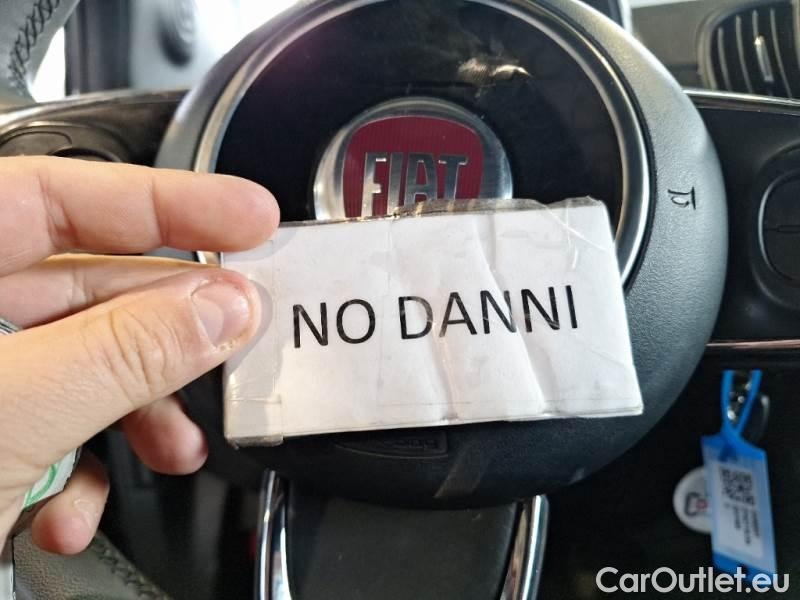 FIAT
NO DANNI
CarOutlet.eu